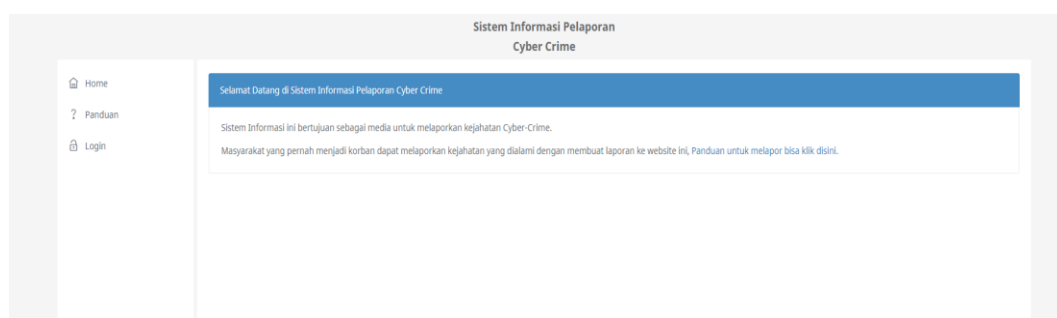 Sistem Informasi Pelaporan
Cyber Crime
Home
Panduan
Login
Selamat Datang di Sistem Informasi Pelaporan Cyber Crime
Sistem Informasi ini bertujuan sebagai media untuk melaporkan kejahatan Cyber-Crime.
Masyarakat yang pernah menjadi korban dapat melaporkan kejahatan yang dialami dengan membuat laporan ke website ini, Panduan untuk melapor bisa klik disini.